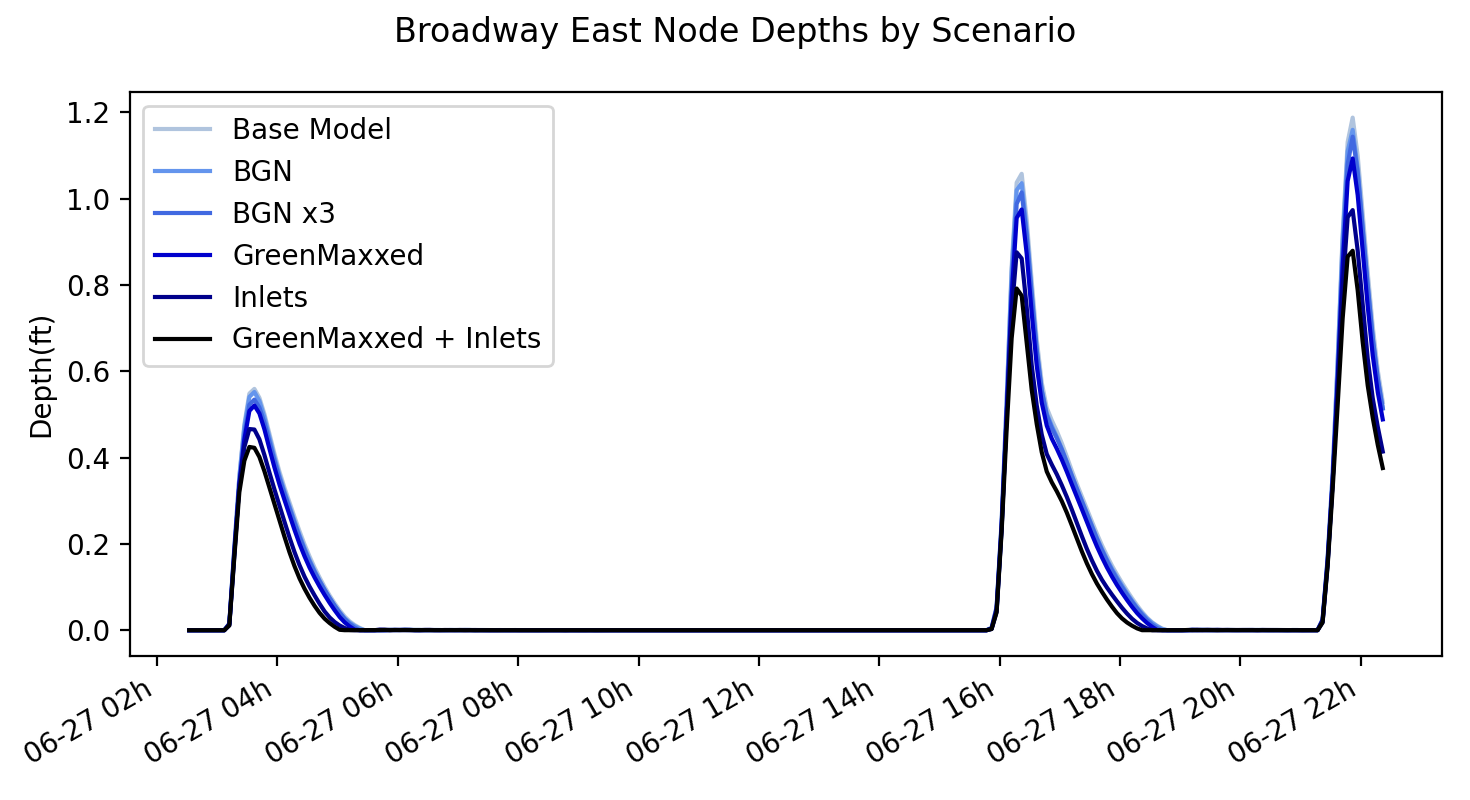 Broadway East Node Depths by Scenario
Depth(ft)
1.2
1.0
0.8
0.6
0.4
0.2
0.0
Base Model
BGN
BGN x3
GreenMaxxed
Inlets
GreenMaxxed + Inlets
06-27 02h
06-27 04h
06-27 06h
06-27 08h
06-27 10h
06-27 12h
06-27 14h
06-27 16h
06-27 18h
06-27 20h
06-27 22h